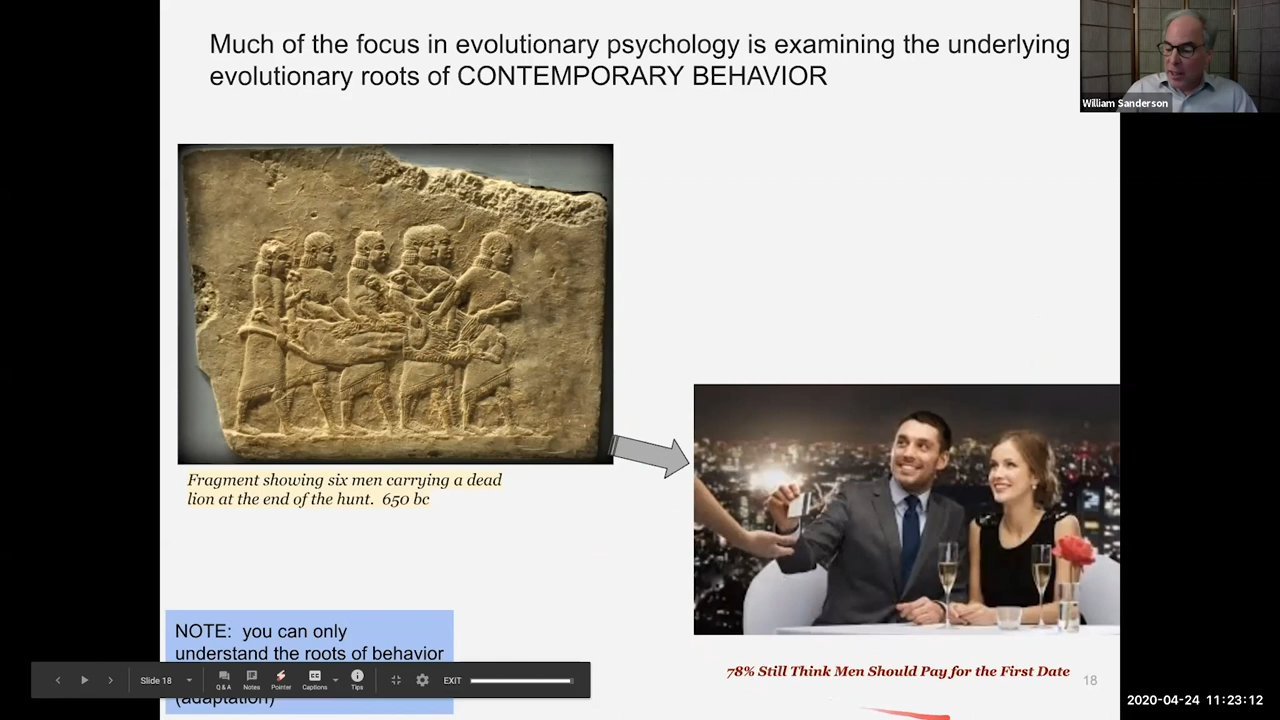 Much of the focus in evolutionary psychology is examining the underlying
evolutionary roots of CONTEMPORARY BEHAVIOR
William Sanderson
Fragment showing six men carrying a dead
lion at the end of the hunt. 650 bc
NOTE: you can only
understand the roots of behavior
(adaptation)
Slide 18
Q & A
Notes
Pointer
Captions
Tips
EXIT
78% Still Think Men Should Pay for the First Date
18
2020-04-24 11:23:12